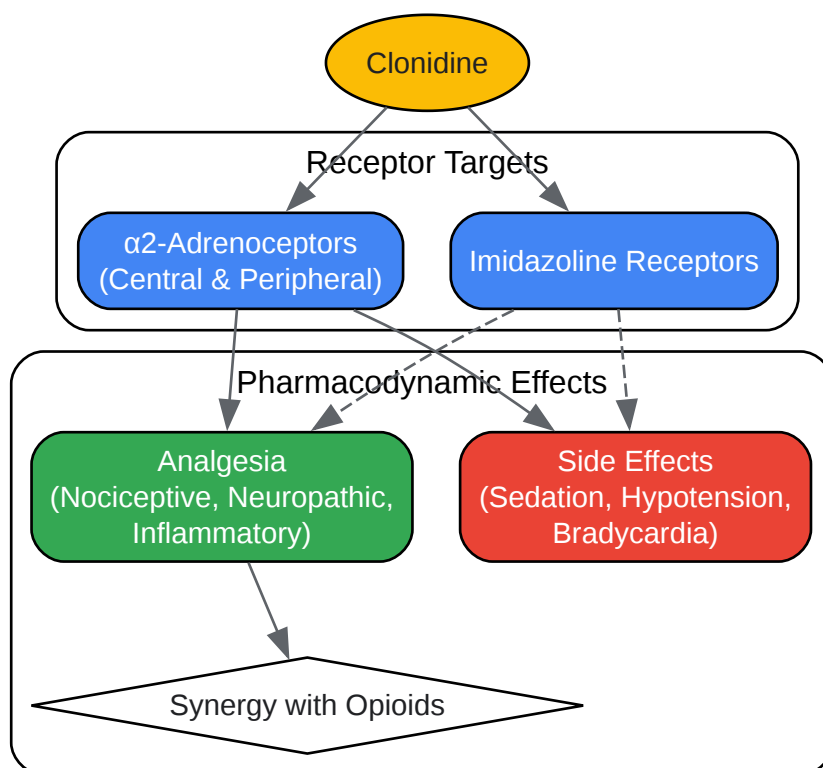 Clonidine
Receptor Targets
α2-Adrenoceptors
(Central & Peripheral)
Imidazoline Receptors
Pharmacodynamic Effects
Analgesia
(Nociceptive, Neuropathic,
Inflammatory)
Side Effects
(Sedation, Hypotension,
Bradycardia)
Synergy with Opioids